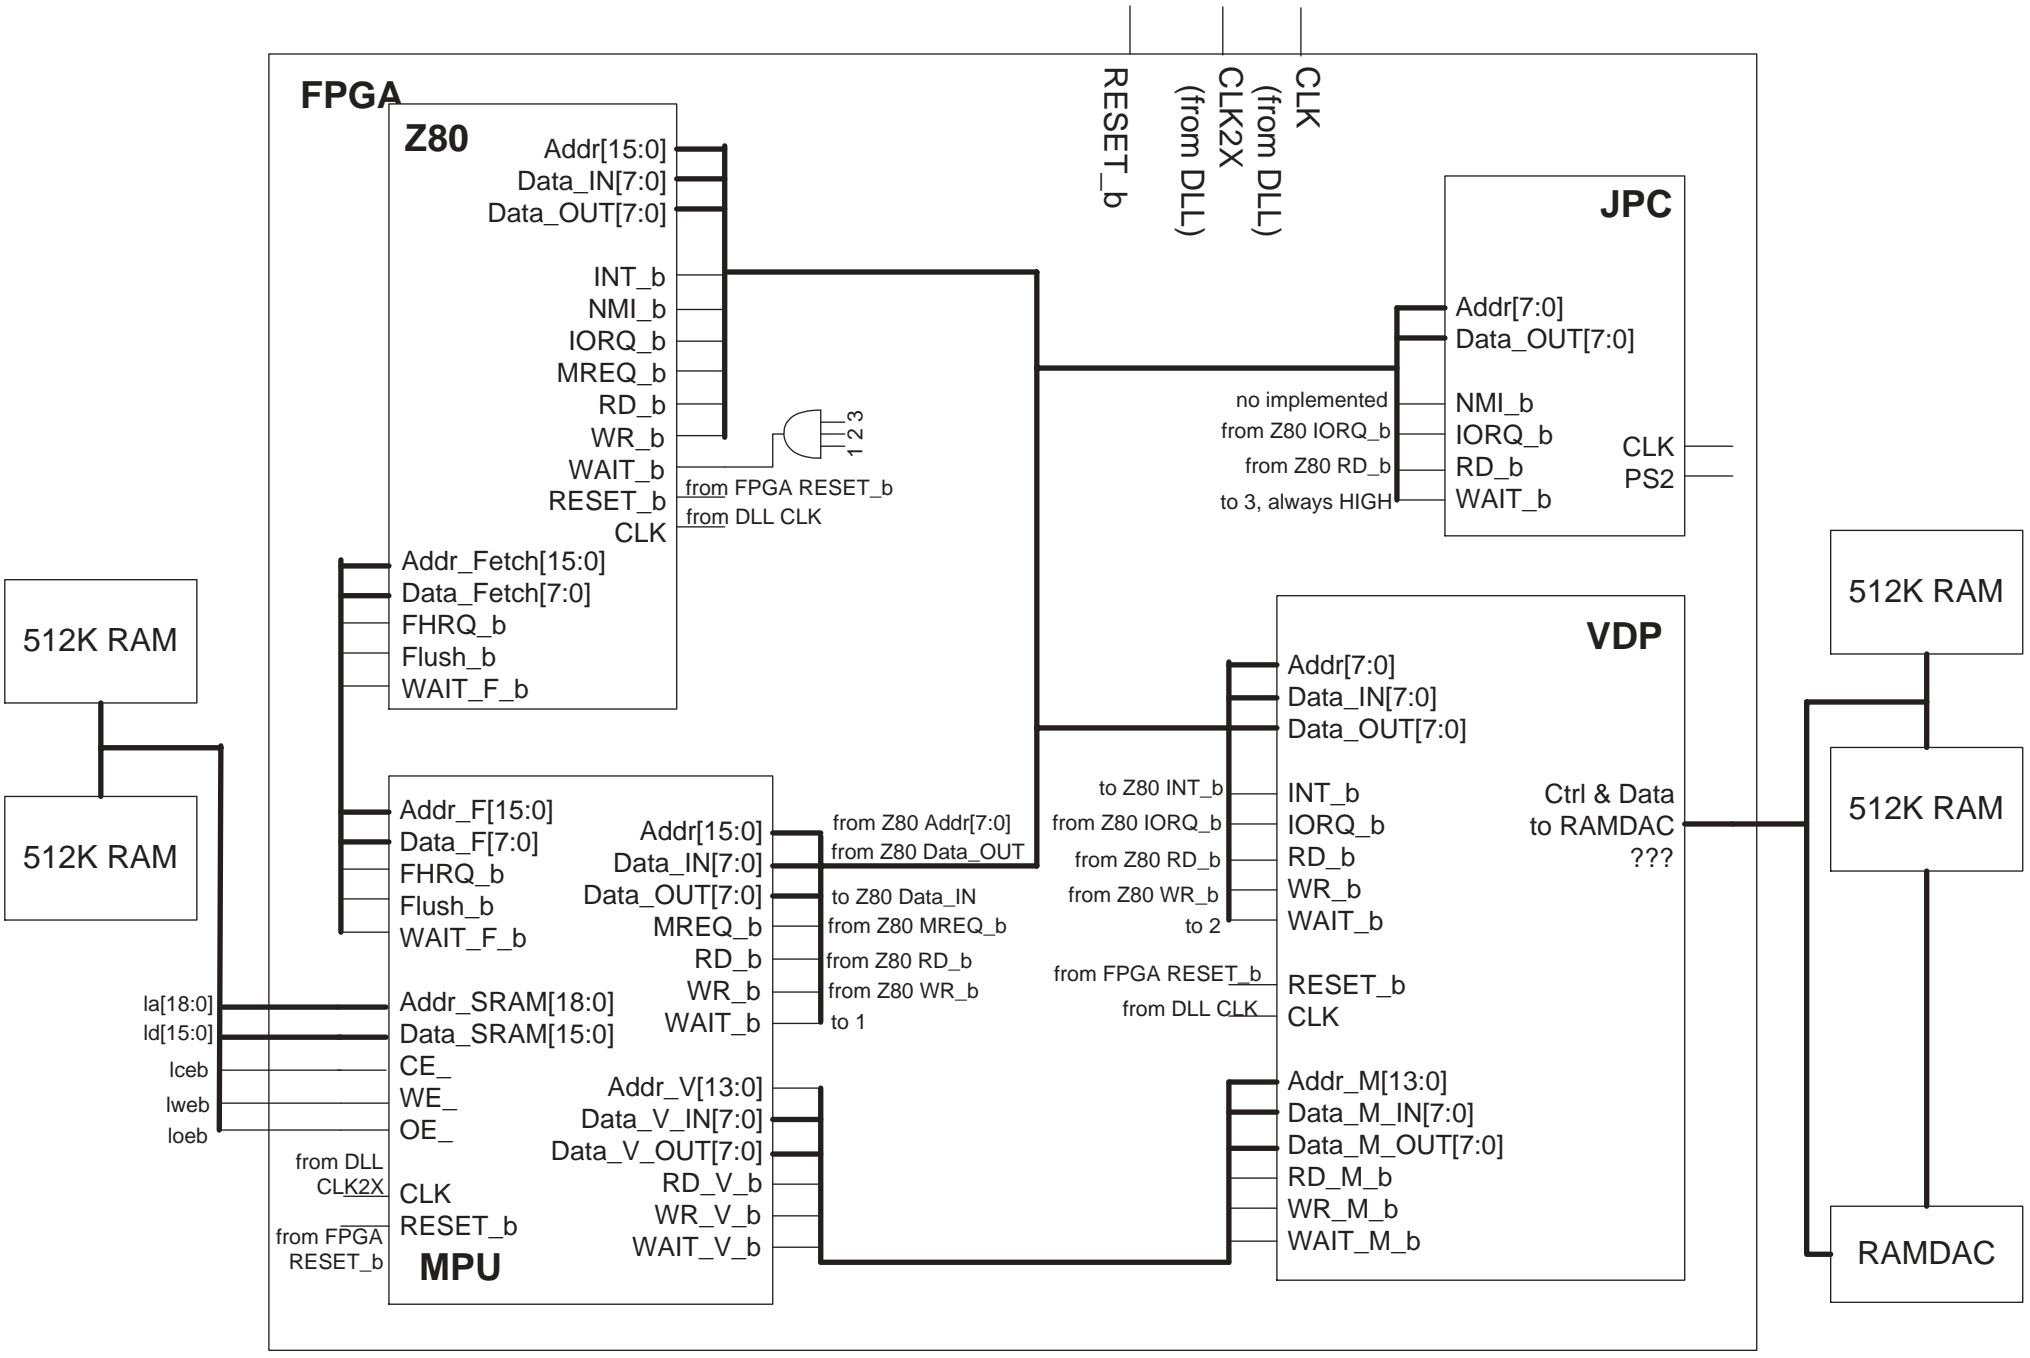 RESET_b
CLK2X
(from DLL)
CLK
(from DLL)
FPGA
Z80
Addr[15:0]
Data_IN[7:0]
Data_OUT[7:0]
INT_b
NMI_b
IORQ_b
MREQ_b
RD_b
WR_b
WAIT_b
RESET_b
CLK
1 2 3
from FPGA RESET_b
from DLL CLK
Addr_Fetch[15:0]
Data_Fetch[7:0]
FHRQ_b
Flush_b
WAIT_F_b
JPC
Addr[7:0]
Data_OUT[7:0]
no implemented
NMI_b
from Z80 IORQ_b
IORQ_b
from Z80 RD_b
RD_b
to 3, always HIGH
WAIT_b
CLK
PS2
512K RAM
512K RAM
512K RAM
512K RAM
RAMDAC
VDP
Addr[7:0]
Data_IN[7:0]
Data_OUT[7:0]
to Z80 INT_b
INT_b
from Z80 IORQ_b
IORQ_b
from Z80 RD_b
RD_b
from Z80 WR_b
WR_b
to 2
WAIT_b
from FPGA RESET_b
RESET_b
from DLL CLK
CLK
Ctrl & Data
to RAMDAC
???
Addr_M[13:0]
Data_M_IN[7:0]
Data_M_OUT[7:0]
RD_M_b
WR_M_b
WAIT_M_b
Addr_F[15:0]
Data_F[7:0]
FHRQ_b
Flush_b
WAIT_F_b
Addr[15:0]
from Z80 Addr[7:0]
Data_IN[7:0]
from Z80 Data_OUT
Data_OUT[7:0]
to Z80 Data_IN
MREQ_b
from Z80 MREQ_b
RD_b
from Z80 RD_b
WR_b
from Z80 WR_b
WAIT_b
to 1
la[18:0]
Addr_SRAM[18:0]
ld[15:0]
Data_SRAM[15:0]
lceb
CE_
lweb
WE_
loeb
OE_
Addr_V[13:0]
Data_V_IN[7:0]
Data_V_OUT[7:0]
RD_V_b
WR_V_b
WAIT_V_b
from DLL
CLK2X
CLK
from FPGA
RESET_b
RESET_b
MPU